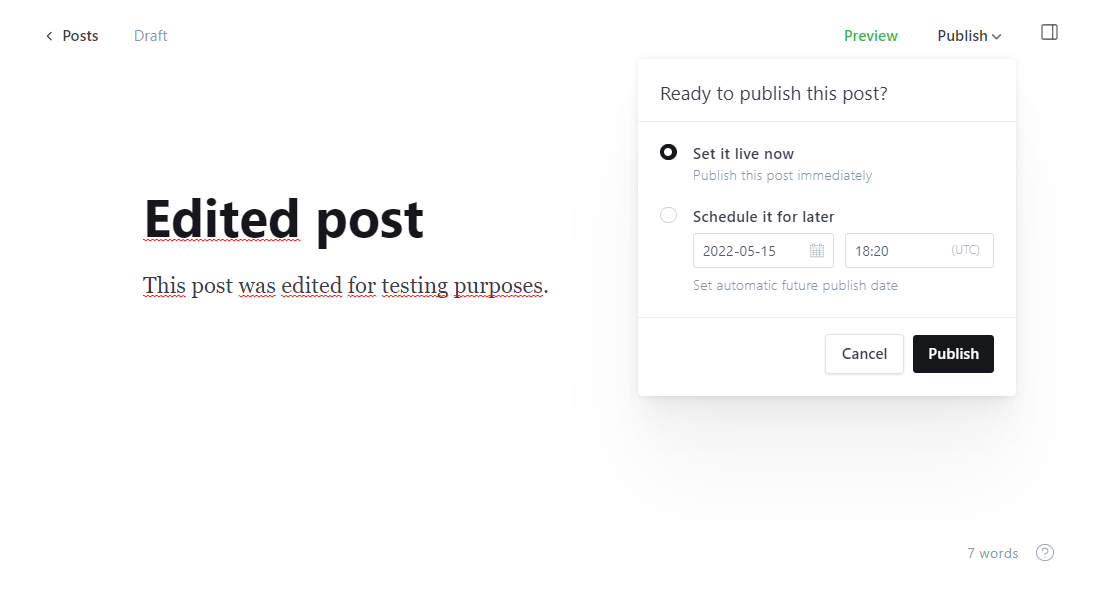 Posts
Draft
Preview
Publish
Ready to publish this post?
Set it live now
Publish this post immediately
Schedule it for later
2022-05-15
18:20
(UTC)
Set automatic future publish date
Cancel
Publish
Edited post
This post was edited for testing purposes.
7 words
?